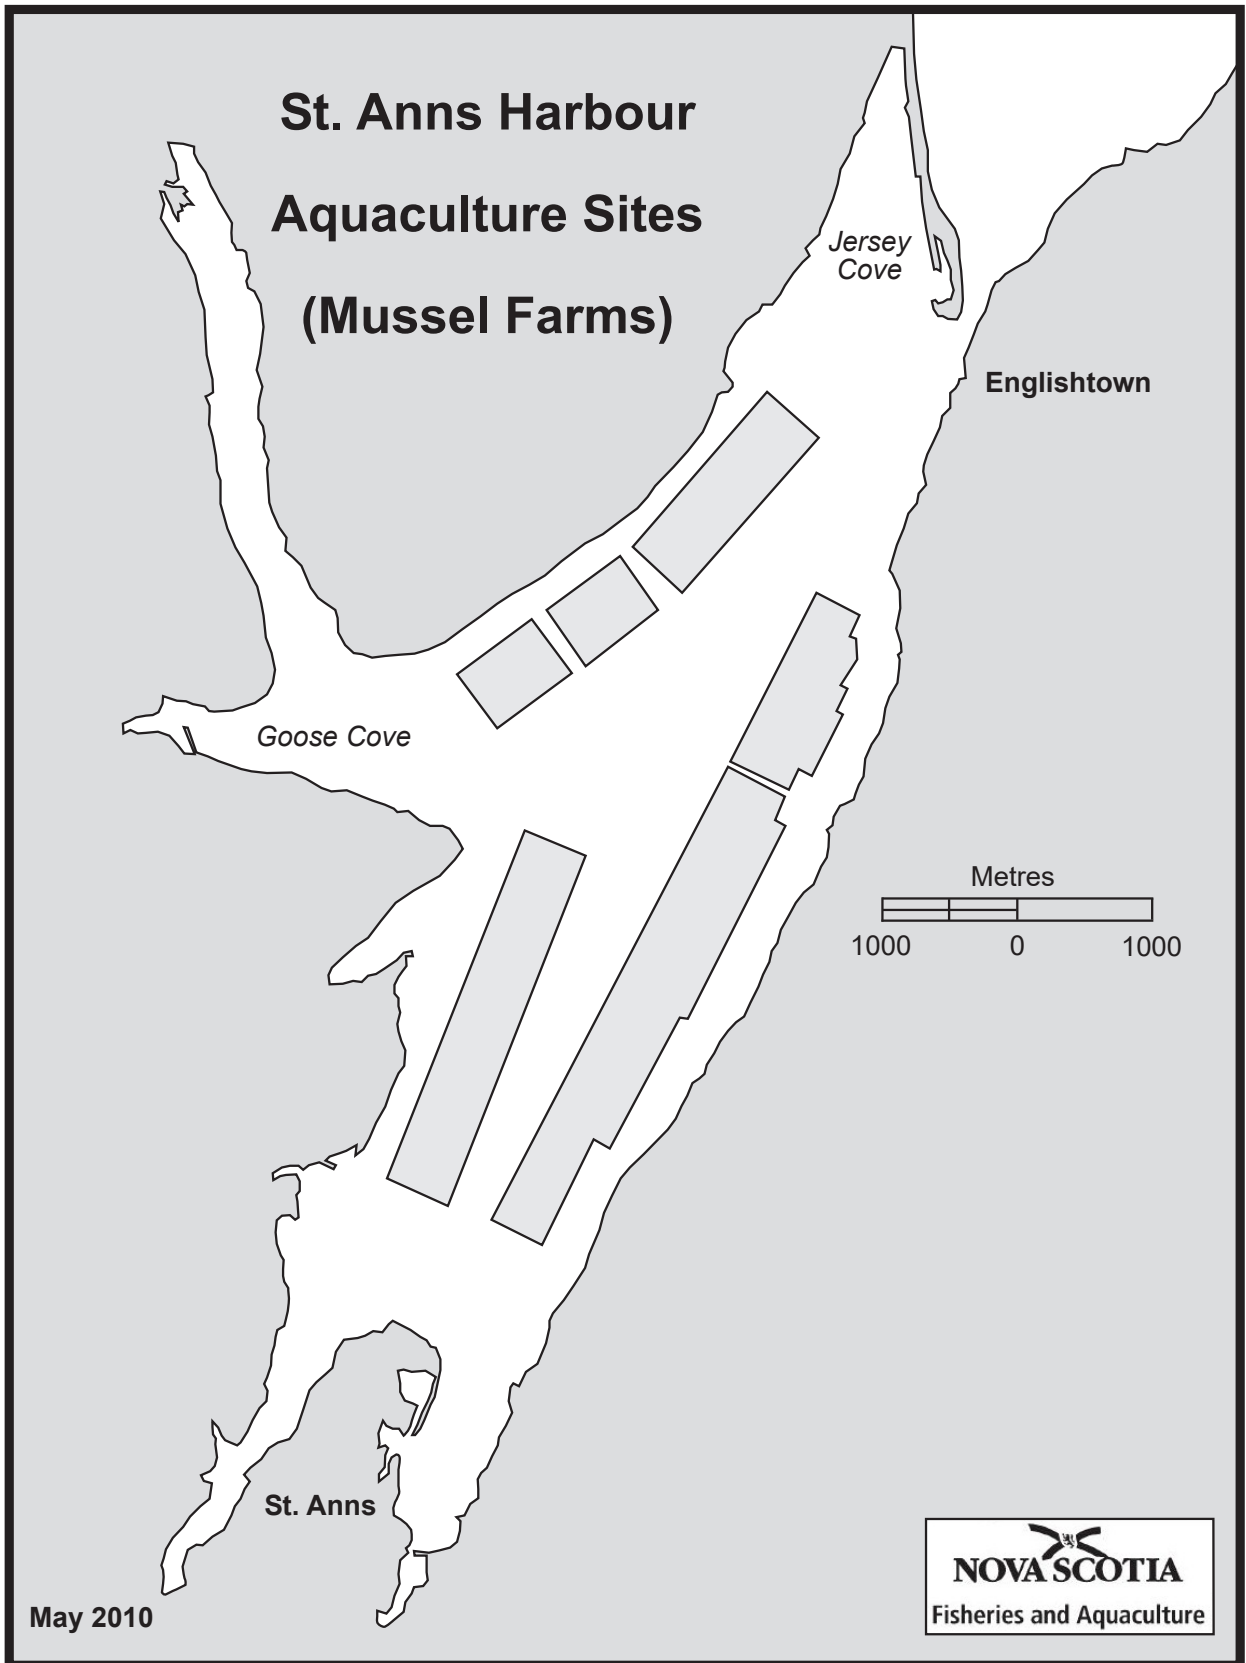 St. Anns Harbour
Aquaculture Sites
(Mussel Farms)
Jersey
Cove
Englishtown
Goose Cove
Metres
1000 0 1000
St. Anns
May 2010
NOVA SCOTIA
Fisheries and Aquaculture